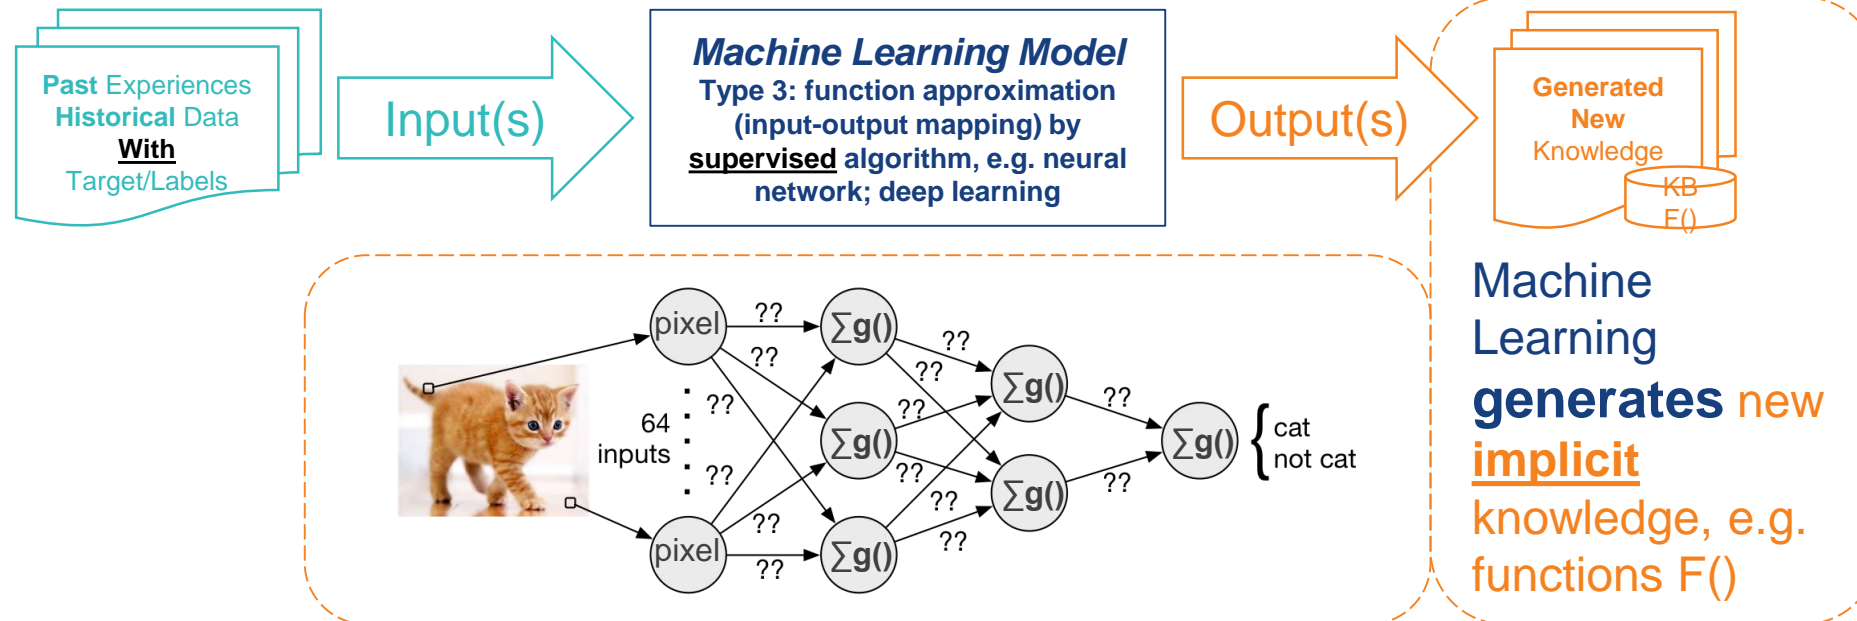 Past Experiences
Historical Data
With
Target/Labels
Input(s)
Machine Learning Model
Type 3: function approximation
(input-output mapping) by
supervised algorithm, e.g. neural
network; deep learning
Output(s)
Generated
New
Knowledge
KB
F()
pixel
??
∑g()
??
??
??
∑g()
??
64
inputs
??
??
∑g()
??
∑g()
cat
not cat
??
??
??
∑g()
??
??
??
pixel
??
∑g()
Machine
Learning
generates new
implicit
knowledge, e.g.
functions F()